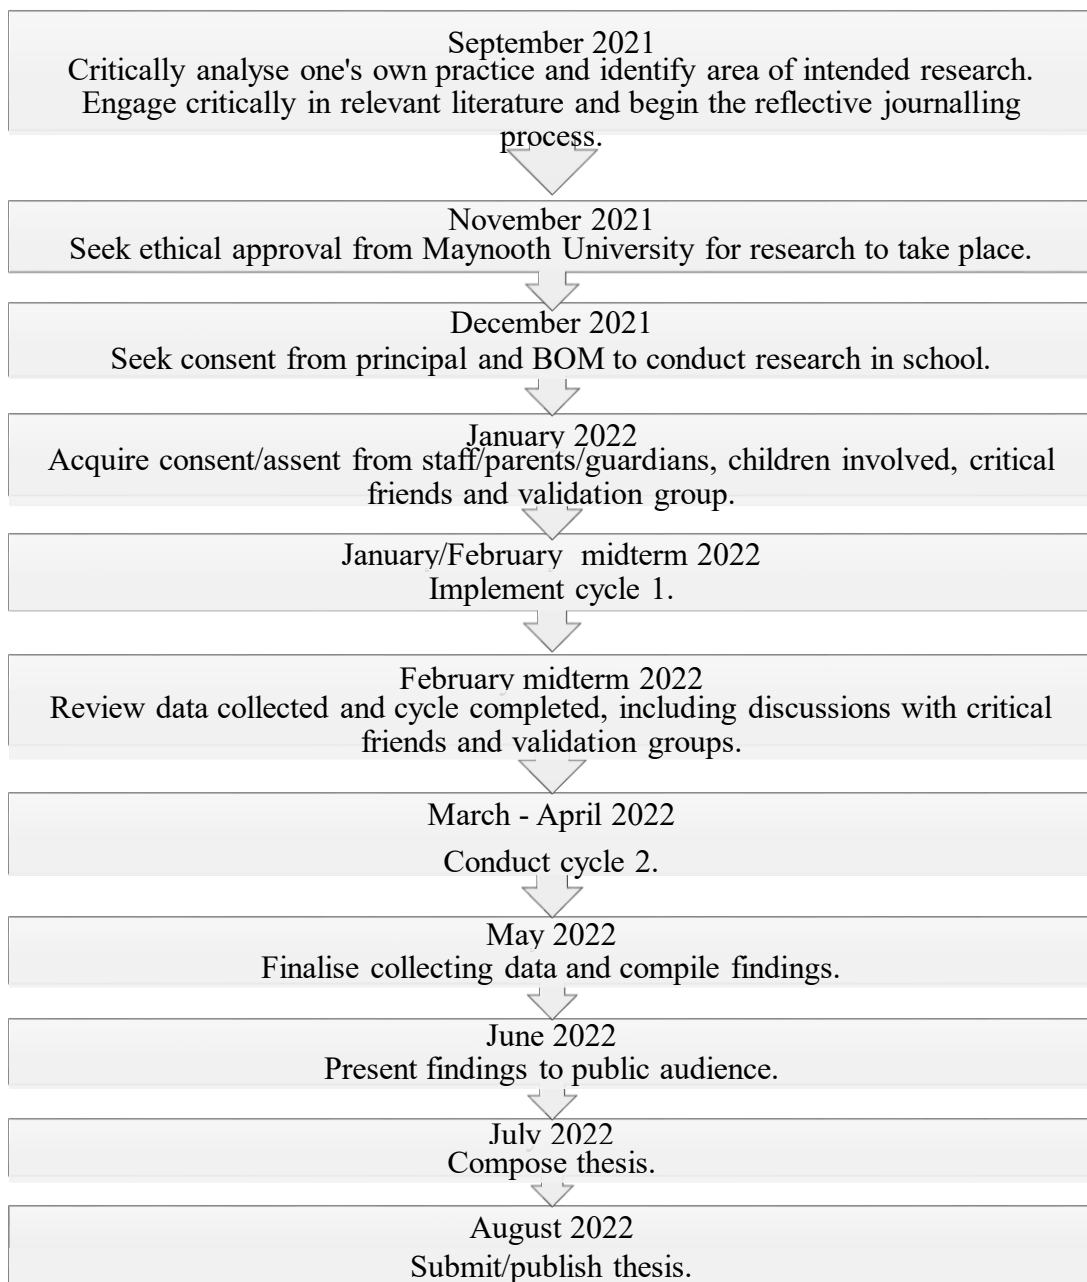 September 2021
Critically analyse one's own practice and identify area of intended research.
Engage critically in relevant literature and begin the reflective journalling
process.
November 2021
Seek ethical approval from Maynooth University for research to take place.
December 2021
Seek consent from principal and BOM to conduct research in school.
January 2022
Acquire consent/assent from staff/parents/guardians, children involved, critical
friends and validation group.
January/February midterm 2022
Implement cycle 1.
February midterm 2022
Review data collected and cycle completed, including discussions with critical
friends and validation groups.
March - April 2022
Conduct cycle 2.
May 2022
Finalise collecting data and compile findings.
June 2022
Present findings to public audience.
July 2022
Compose thesis.
August 2022
Submit/publish thesis.